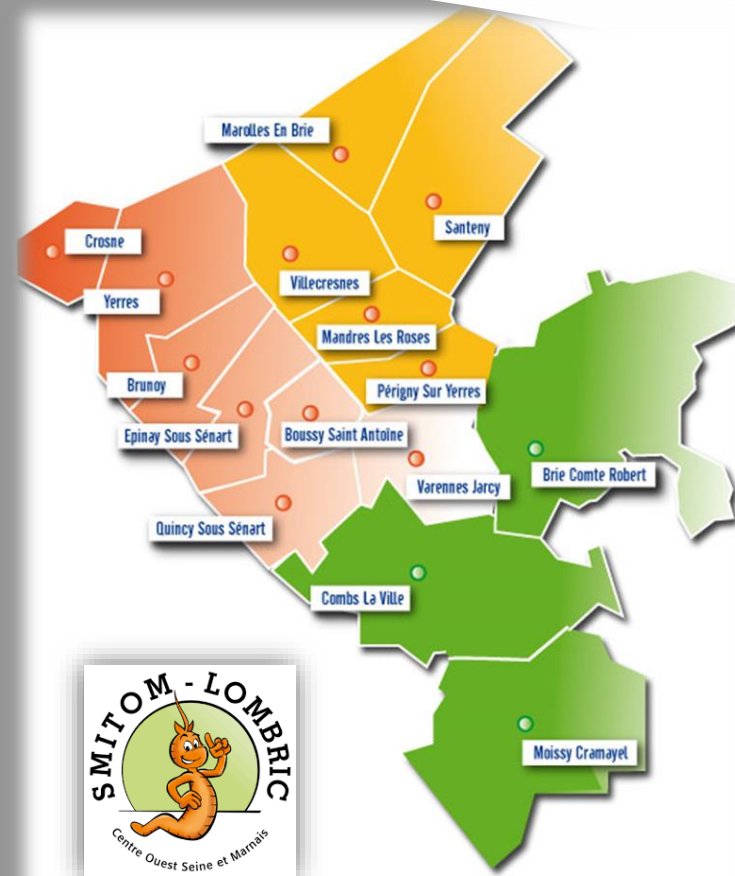 Marolles En Brie
Santeny
Crosne
Villecresnes
Yerres
Mandres Les Roses
Brunoy
Périgny Sur Yerres
Epinay Sous Sénart
Boussy Saint Antoine
Brie Comte Robert
Varennes Jarcy
Quincy Sous Sénart
Combs La Ville
Moissy Cramayel
SMITOM - LOMBRIC
Centre Ouest Seine et Marnais